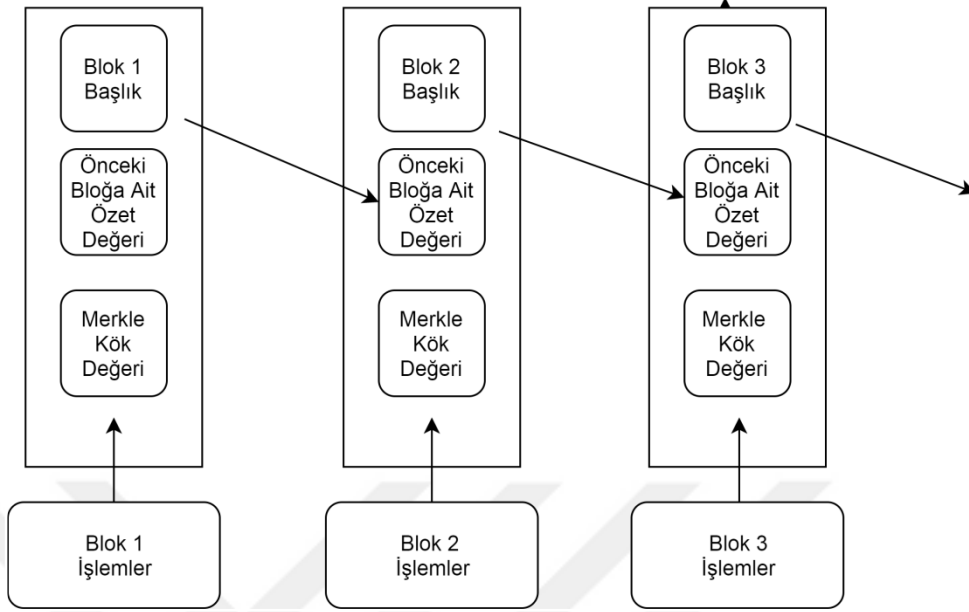 Blok 1
Başlık
Önceki
Bloğa Ait
Özet
Değeri
Merkle
Kök
Değeri
Blok 1
İşlemler
Blok 2
Başlık
Önceki
Bloğa Ait
Özet
Değeri
Merkle
Kök
Değeri
Blok 2
İşlemler
Blok 3
Başlık
Önceki
Bloğa Ait
Özet
Değeri
Merkle
Kök
Değeri
Blok 3
İşlemler